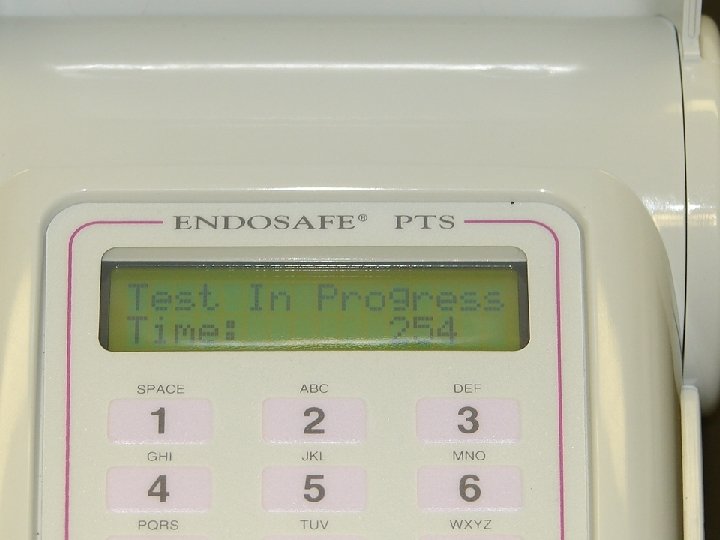 ENDOSAFE® PTS
Test In Progress
Time: 254
SPACE ABC DEF
1 2 3
GHI JKL MNO
4 5 6
PQRS TUV WXYZ